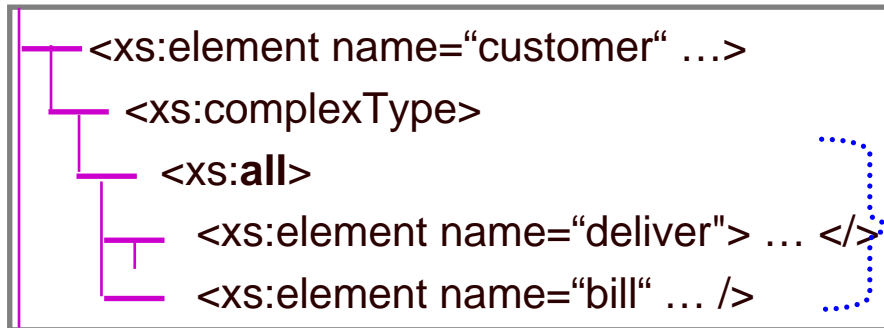 <xs:element name=“customer“ …>
<xs:complexType>
<xs:all>
<xs:element name=“deliver"> … </>
<xs:element name=“bill“ … />